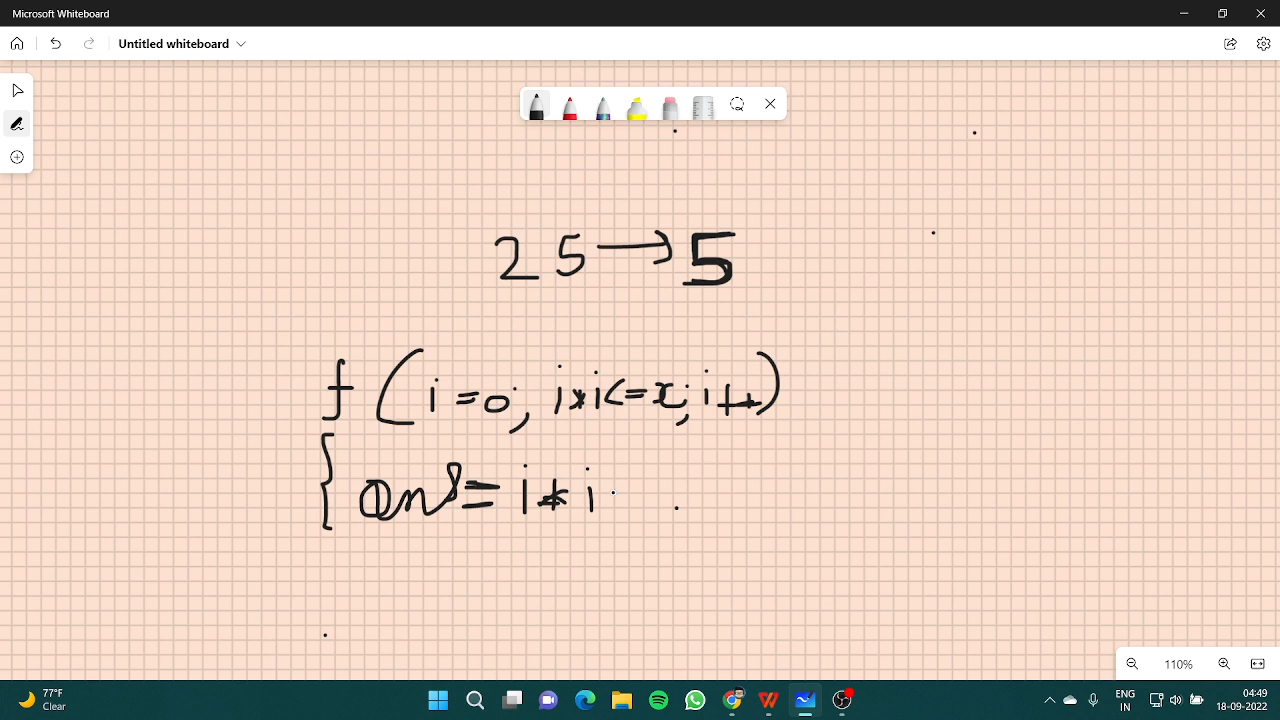 Microsoft Whiteboard
Untitled whiteboard
25 → 5
f (i = 0; i*i <= x; i++)
{ ans = i * i
110%
77°F
Clear
ENG
IN
04:49
18-09-2022